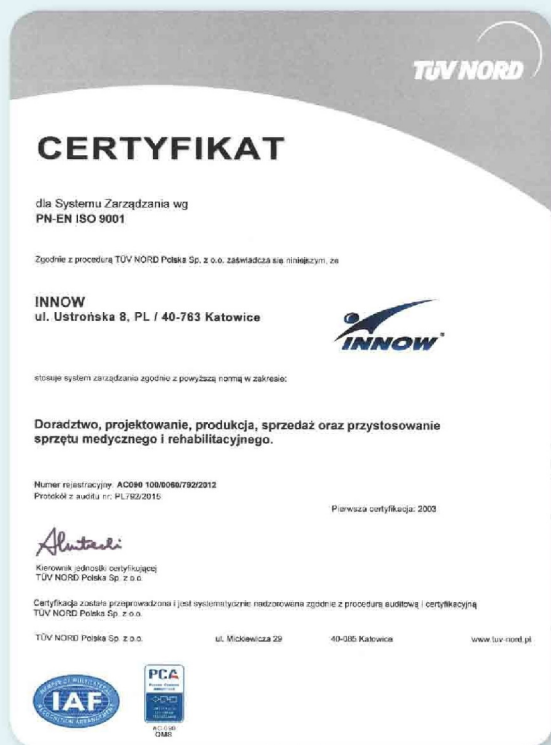 TÜV NORD
CERTYFIKAT
dla Systemu Zarządzania wg
PN-EN ISO 9001
Zgodnie z procedurą TÜV NORD Polska Sp. z o.o. zaświadcza się niniejszym, że
INNOW
ul. Ustrońska 8, PL / 40-763 Katowice
INNOW
stosuje system zarządzania zgodnie z powyższą normą w zakresie:
Doradztwo, projektowanie, produkcja, sprzedaż oraz przystosowanie
sprzętu medycznego i rehabilitacyjnego.
Numer rejestracyjny: AC090 100/0060/792/2012
Protokół z auditu nr: PL792/2015
Pierwsza certyfikacja: 2003
Kierownik jednostki certyfikującej
TÜV NORD Polska Sp. z o.o.
Certyfikacja została przeprowadzona i jest systematycznie nadzorowana zgodnie z procedurą auditową i certyfikacyjną
TÜV NORD Polska Sp. z o.o.
TÜV NORD Polska Sp. z o.o. ul. Mickiewicza 29 40-085 Katowice www.tuv-nord.pl
IAF
PCA
AC 090
QMS